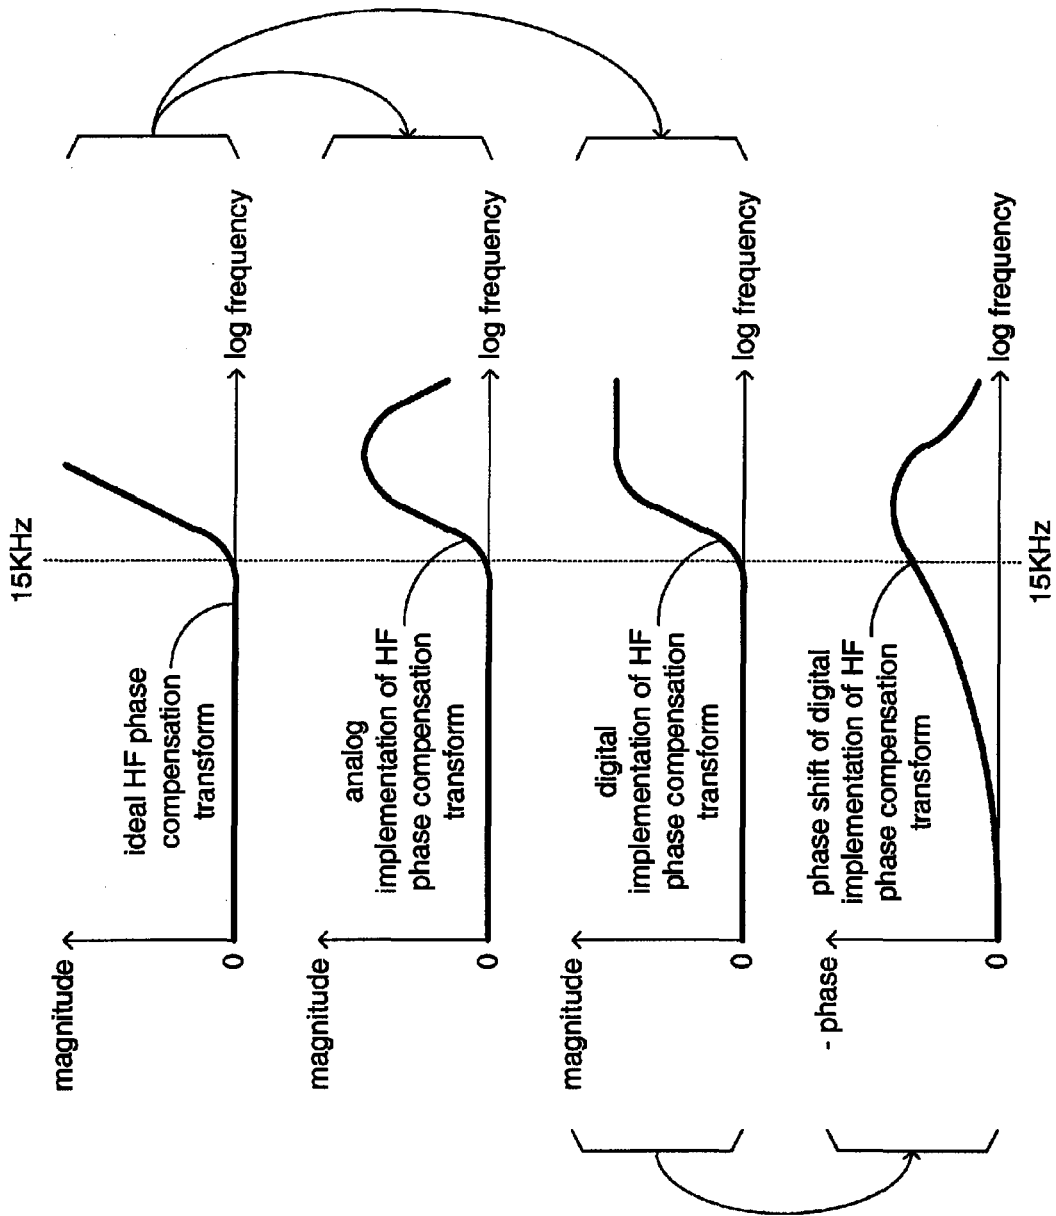 15KHz
magnitude
ideal HF phase
compensation
transform
0
log frequency
magnitude
analog
implementation of HF
phase compensation
transform
0
log frequency
magnitude
digital
implementation of HF
phase compensation
transform
0
log frequency
- phase
phase shift of digital
implementation of HF
phase compensation
transform
0
log frequency
15KHz